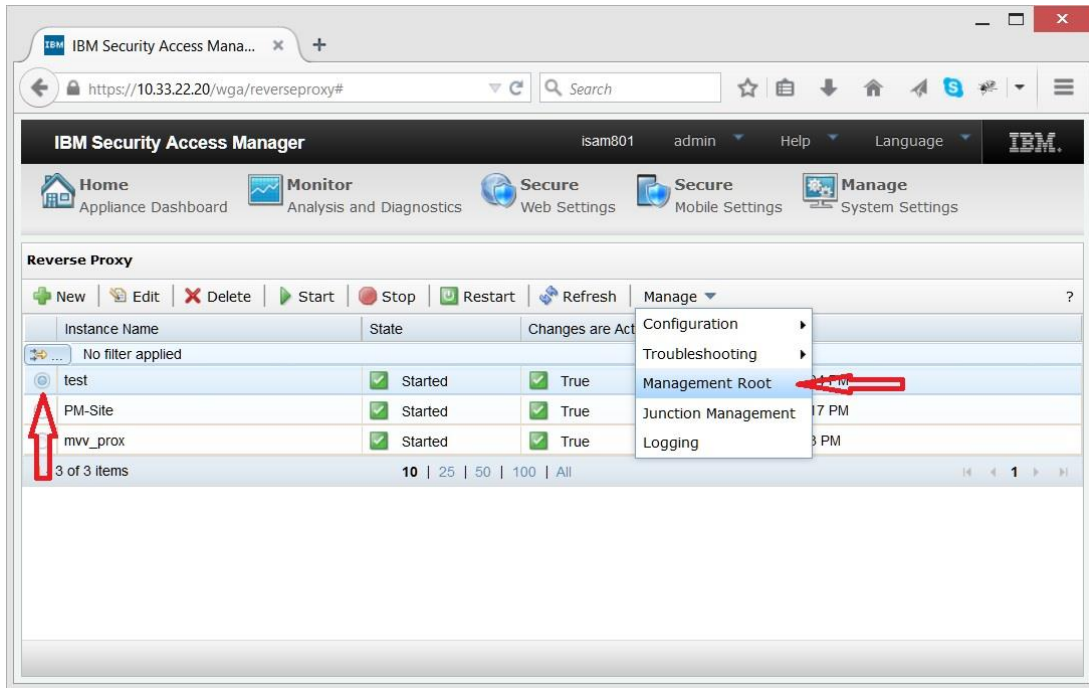 IBM IBM Security Access Mana... × +
https://10.33.22.20/wga/reverseproxy# Search
IBM Security Access Manager isam801 admin Help Language IBM.
Home Monitor Secure Secure Manage
Appliance Dashboard Analysis and Diagnostics Web Settings Mobile Settings System Settings
Reverse Proxy
New Edit Delete Start Stop Restart Refresh Manage ?
Instance Name State Changes are Act
No filter applied
test Started True PM
PM-Site Started True 17 PM
mvv_prox Started True PM
3 of 3 items 10 | 25 | 50 | 100 | All 1
Configuration
Troubleshooting
Management Root
Junction Management
Logging